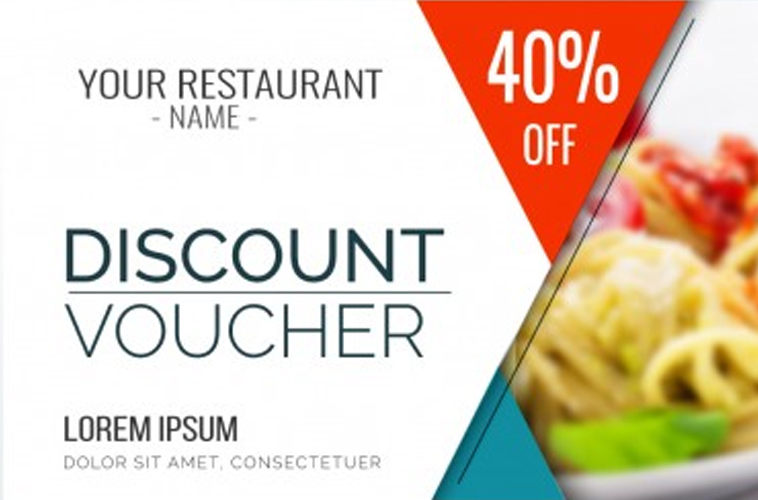 YOUR RESTAURANT
- NAME -
40%
OFF
DISCOUNT
VOUCHER
LOREM IPSUM
DOLOR SIT AMET, CONSECTETUER